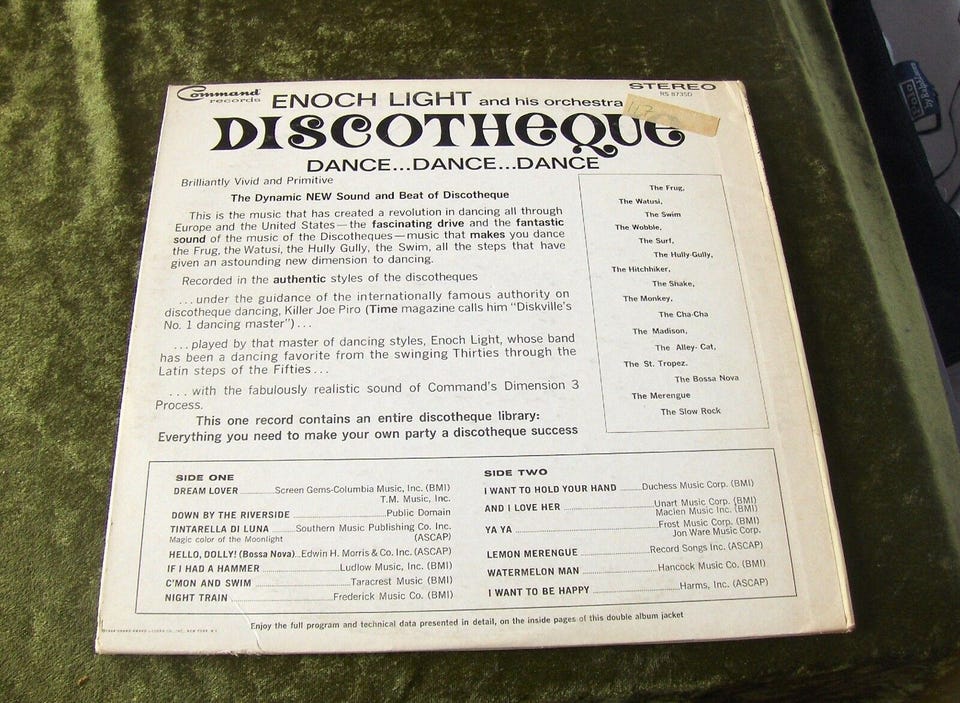 Command records
STEREO
RS 873SD
ENOCH LIGHT and his orchestra
DISCOTHEQUE
DANCE...DANCE...DANCE
Brilliantly Vivid and Primitive
The Dynamic NEW Sound and Beat of Discotheque
This is the music that has created a revolution in dancing all through
Europe and the United States—the fascinating drive and the fantastic
sound of the music of the Discotheques—music that makes you dance
the Frug, the Watusi, the Hully Gully, the Swim, all the steps that have
given an astounding new dimension to dancing.
Recorded in the authentic styles of the discotheques
...under the guidance of the internationally famous authority on
discotheque dancing, Killer Joe Piro (Time magazine calls him "Diskville's
No. 1 dancing master")...
...played by that master of dancing styles, Enoch Light, whose band
has been a dancing favorite from the swinging Thirties through the
Latin steps of the Fifties...
...with the fabulously realistic sound of Command's Dimension 3
Process.
This one record contains an entire discotheque library:
Everything you need to make your own party a discotheque success
The Frug,
The Watusi,
The Swim
The Wobble,
The Surf,
The Hully-Gully,
The Hitchhiker,
The Shake,
The Monkey,
The Cha-Cha
The Madison,
The Alley-Cat,
The St. Tropez,
The Bossa Nova
The Merengue
The Slow Rock
SIDE ONE
DREAM LOVER ... Screen Gems-Columbia Music, Inc. (BMI)
T.M. Music, Inc.
DOWN BY THE RIVERSIDE ... Public Domain
TINTARELLA DI LUNA ... Southern Music Publishing Co. Inc.
Magic color of the Moonlight (ASCAP)
HELLO, DOLLY! (Bossa Nova) ... Edwin H. Morris & Co. Inc. (ASCAP)
IF I HAD A HAMMER ... Ludlow Music, Inc. (BMI)
C'MON AND SWIM ... Taracrest Music (BMI)
NIGHT TRAIN ... Frederick Music Co. (BMI)
SIDE TWO
I WANT TO HOLD YOUR HAND ... Duchess Music Corp. (BMI)
AND I LOVE HER ... Unart Music Corp. (BMI)
Maclen Music Inc. (BMI)
YA YA ... Frost Music Corp. (BMI)
Jon Ware Music Corp.
LEMON MERENGUE ... Record Songs Inc. (ASCAP)
WATERMELON MAN ... Hancock Music Co. (BMI)
I WANT TO BE HAPPY ... Harms, Inc. (ASCAP)
Enjoy the full program and technical data presented in detail, on the inside pages of this double album jacket